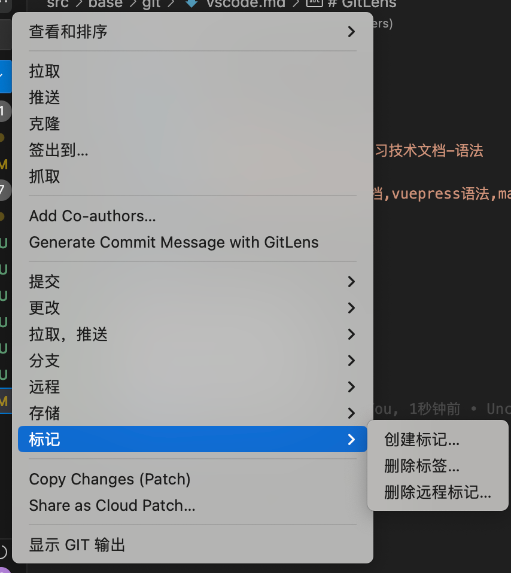 src > base > git > vscode.md > # GitLens
查看和排序
ers)
拉取
推送
克隆
签出到...
习技术文档-语法
抓取
档,vuepress语法,ma
Add Co-authors...
Generate Commit Message with GitLens
提交
更改
拉取，推送
分支
远程
存储
ou, 1秒钟前 • Unc
标记
创建标记...
删除标签...
删除远程标记...
Copy Changes (Patch)
Share as Cloud Patch...
显示 GIT 输出
1
M
7
U
U
U
U
U
U
M